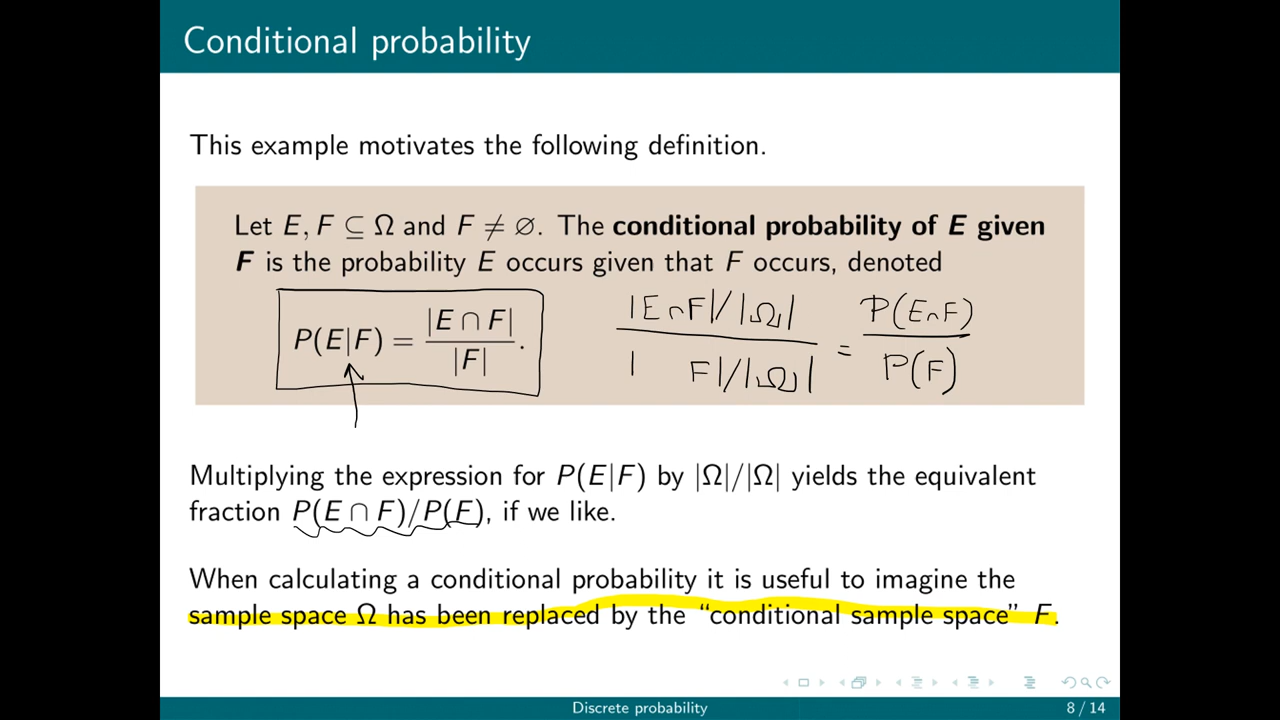 Conditional probability
This example motivates the following definition.
Let E, F ⊆ Ω and F ≠ ∅. The conditional probability of E given
F is the probability E occurs given that F occurs, denoted
P(E|F) = |E ∩ F| / |F|.
|E∩F|/|Ω| / |F|/|Ω| = P(E∩F) / P(F)
Multiplying the expression for P(E|F) by |Ω|/|Ω| yields the equivalent
fraction P(E ∩ F)/P(F), if we like.
When calculating a conditional probability it is useful to imagine the
sample space Ω has been replaced by the “conditional sample space” F.
Discrete probability
8 / 14